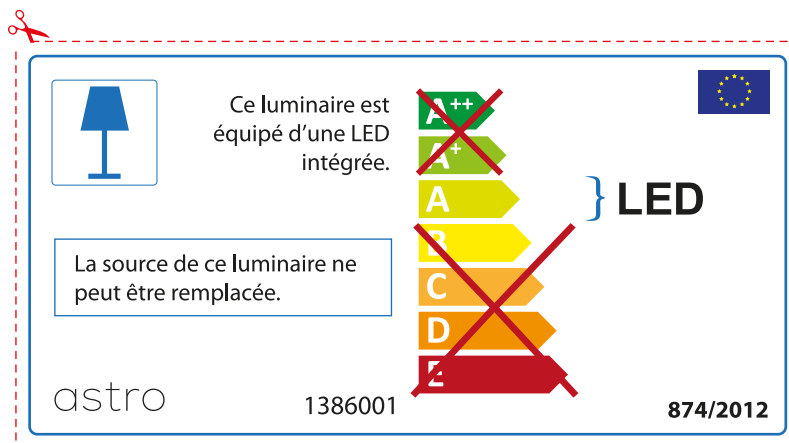 Ce luminaire est
équipé d'une LED
intégrée.
A++
A+
A
B
C
D
E
LED
La source de ce luminaire ne
peut être remplacée.
astro
1386001
874/2012